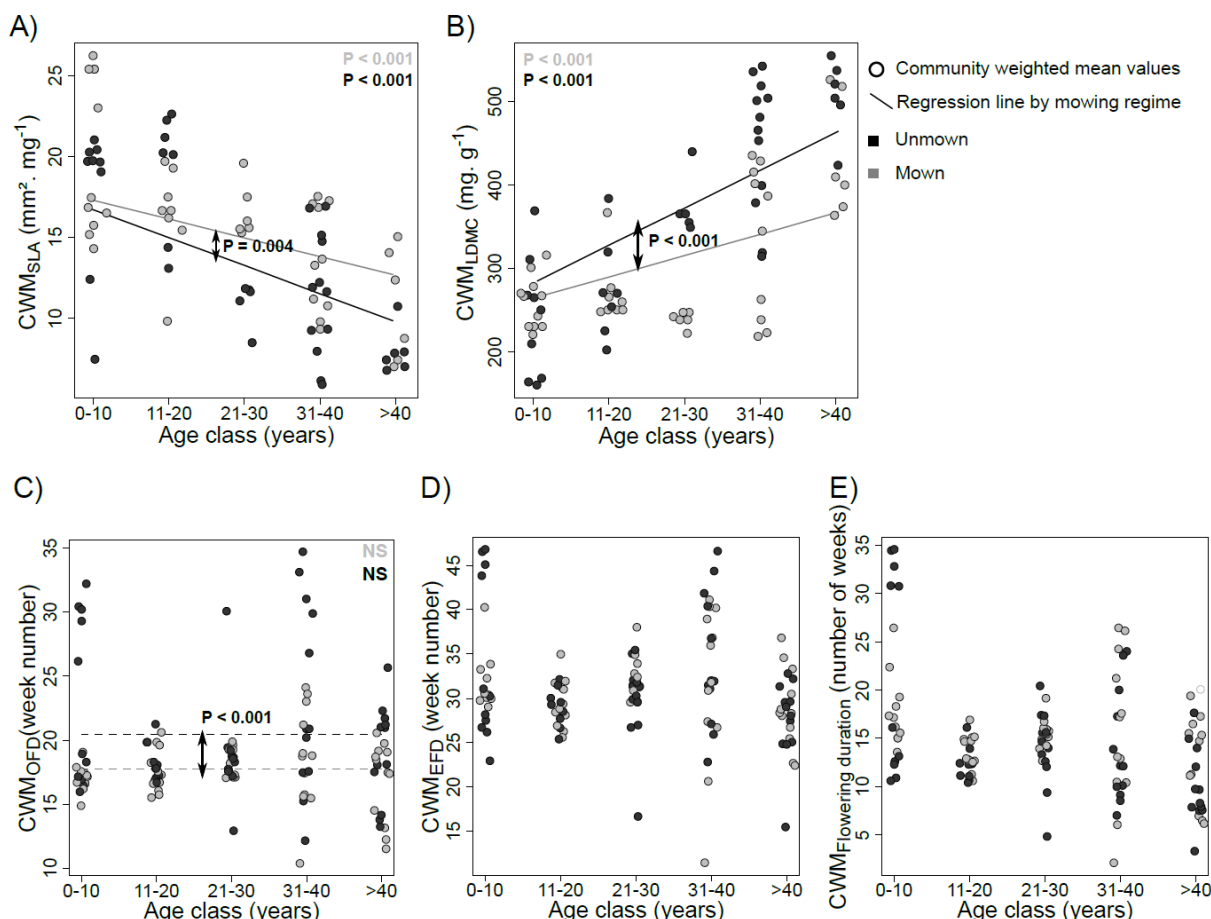 A)
P < 0.001
P < 0.001
CWMSLA (mm². mg⁻¹)
25
20
15
10
P = 0.004
0-10 11-20 21-30 31-40 >40
Age class (years)
B)
P < 0.001
P < 0.001
CWMLDMC (mg. g⁻¹)
500
400
300
200
P < 0.001
0-10 11-20 21-30 31-40 >40
Age class (years)
Community weighted mean values
Regression line by mowing regime
Unmown
Mown
C)
NS
NS
CWMOFD(week number)
35
30
25
20
15
10
P < 0.001
0-10 11-20 21-30 31-40 >40
Age class (years)
D)
CWMEFD (week number)
45
40
35
30
25
20
15
0-10 11-20 21-30 31-40 >40
Age class (years)
E)
CWMFlowering duration (number of weeks)
35
30
25
20
15
10
5
0-10 11-20 21-30 31-40 >40
Age class (years)